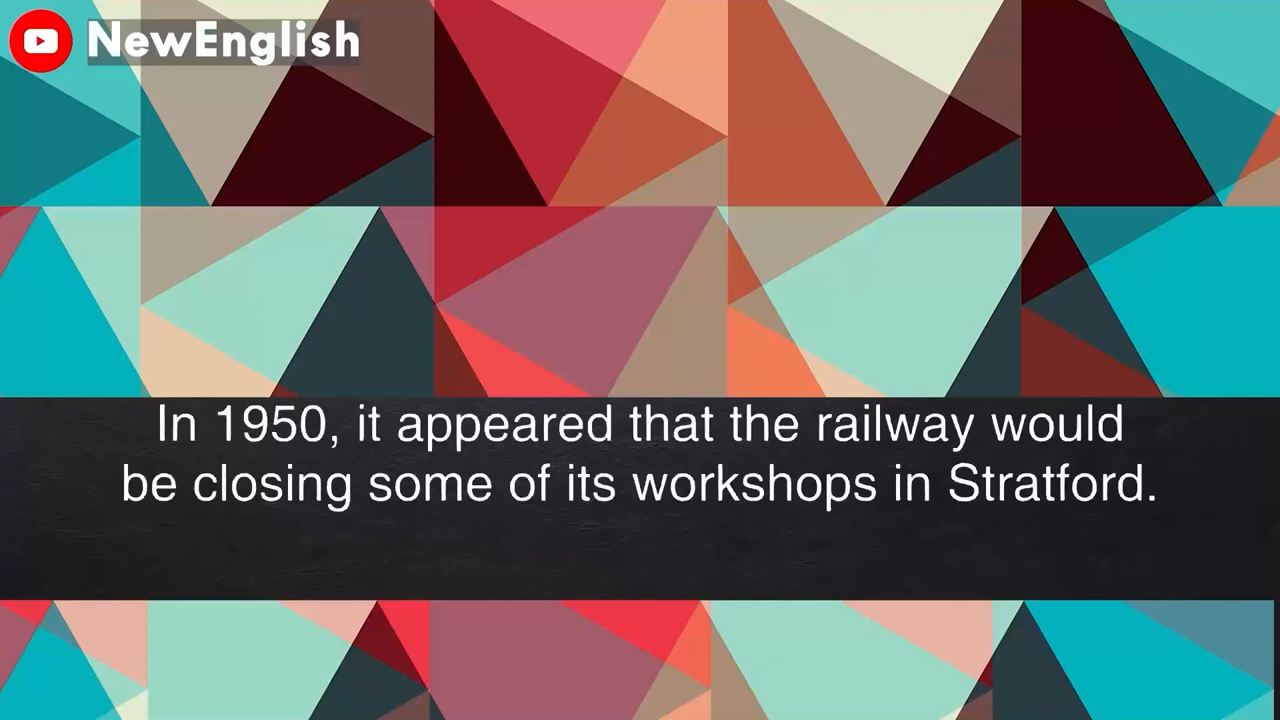 NewEnglish
In 1950, it appeared that the railway would
be closing some of its workshops in Stratford.